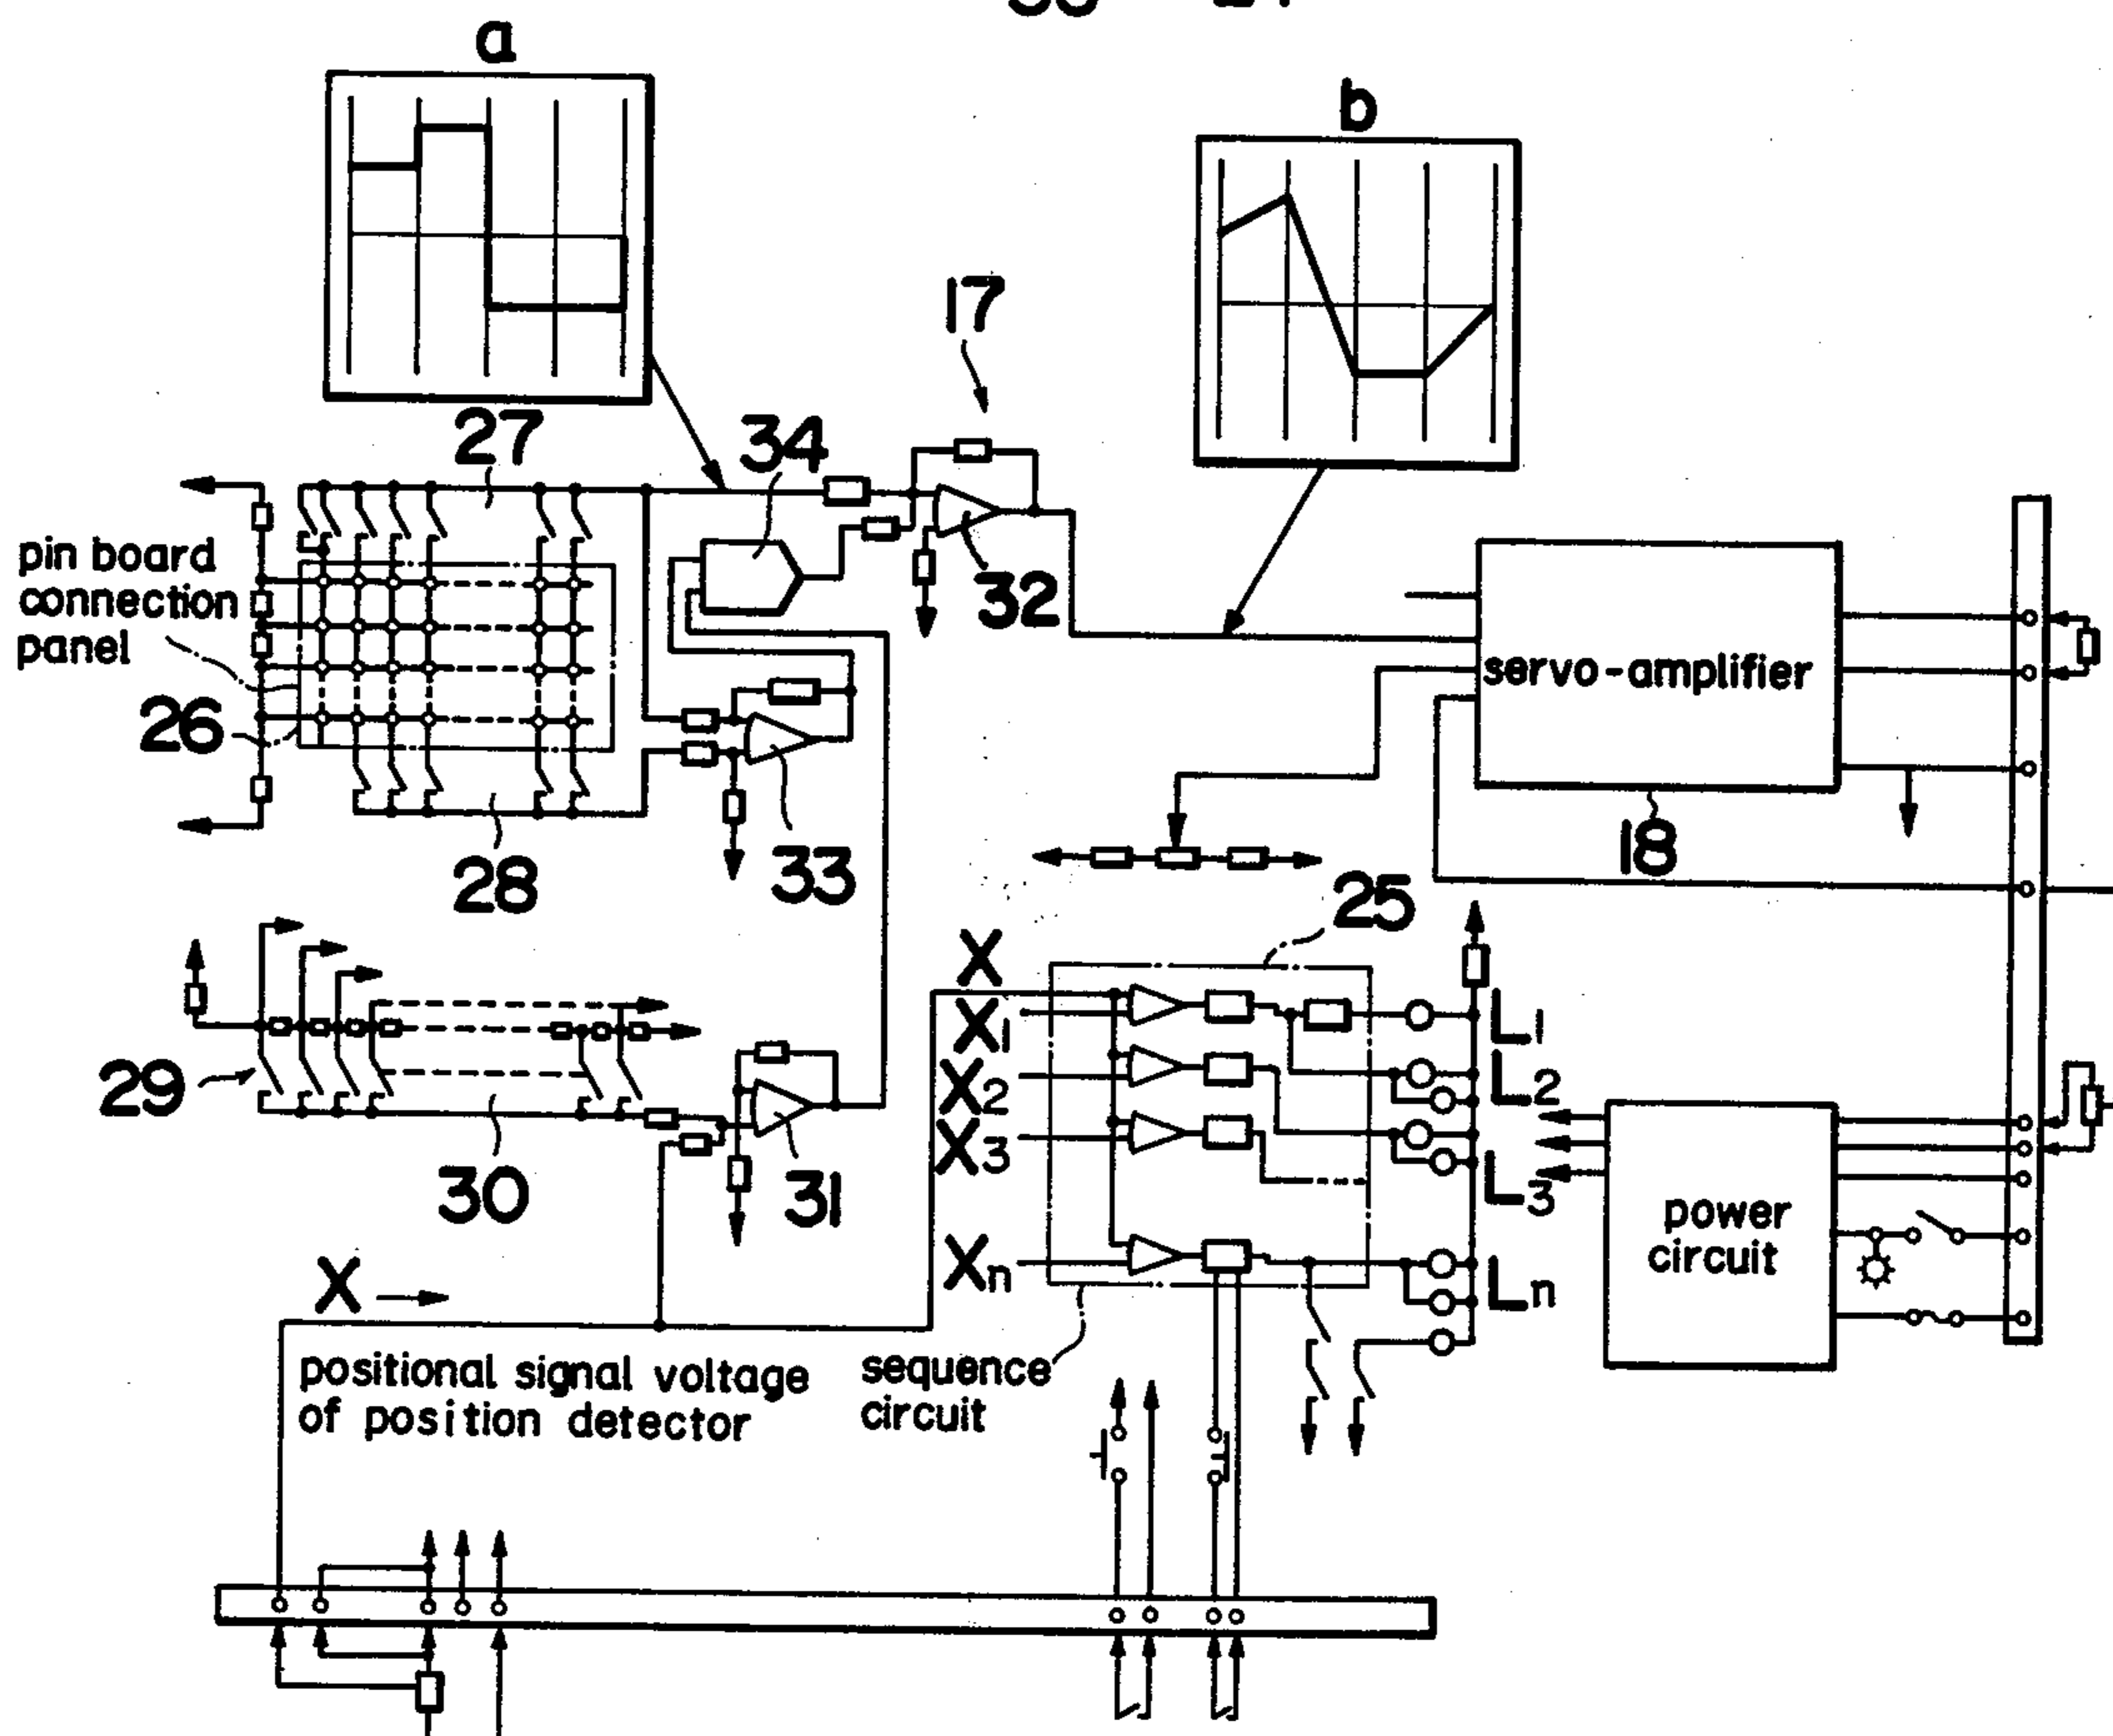 a
b
17
27
34
pin board
connection
panel
32
servo-amplifier
26
33
18
28
25
X
X1
L1
29
X2
L2
X3
L3
31
30
power
circuit
Xn
Ln
X
positional signal voltage
of position detector
sequence
circuit